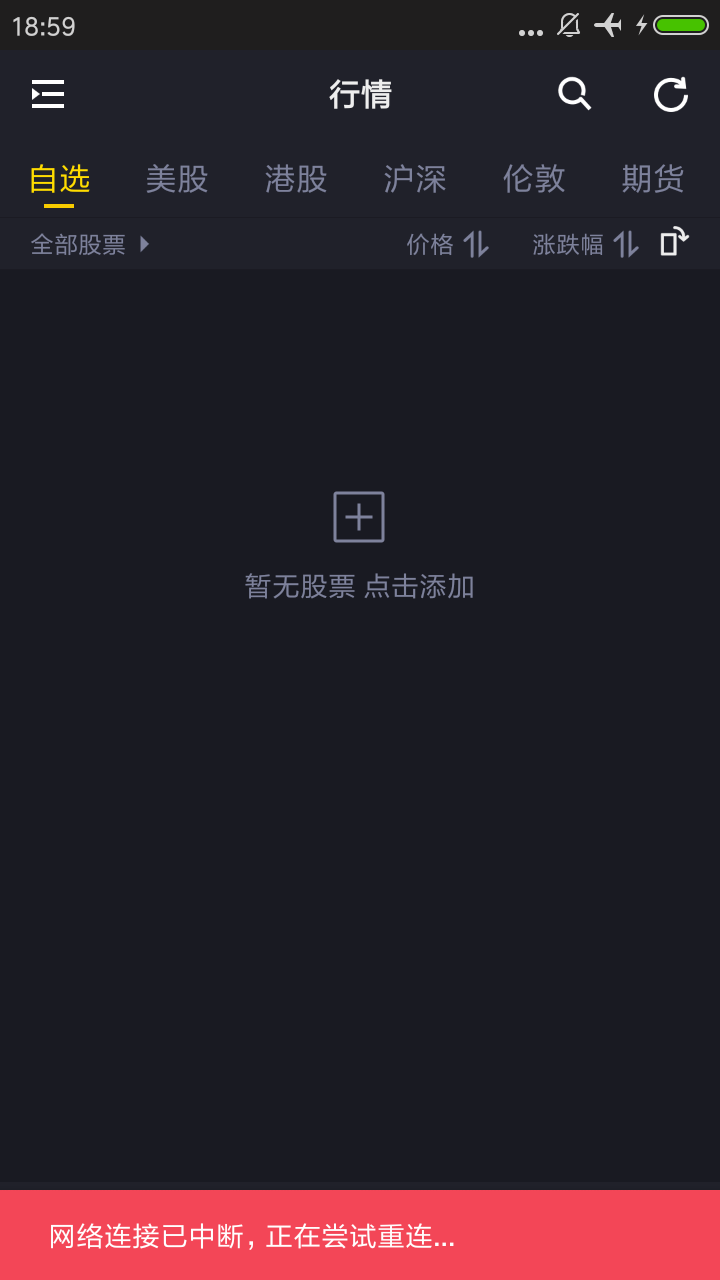 18:59
行情
自选 美股 港股 沪深 伦敦 期货
全部股票 价格 涨跌幅
暂无股票 点击添加
网络连接已中断, 正在尝试重连...